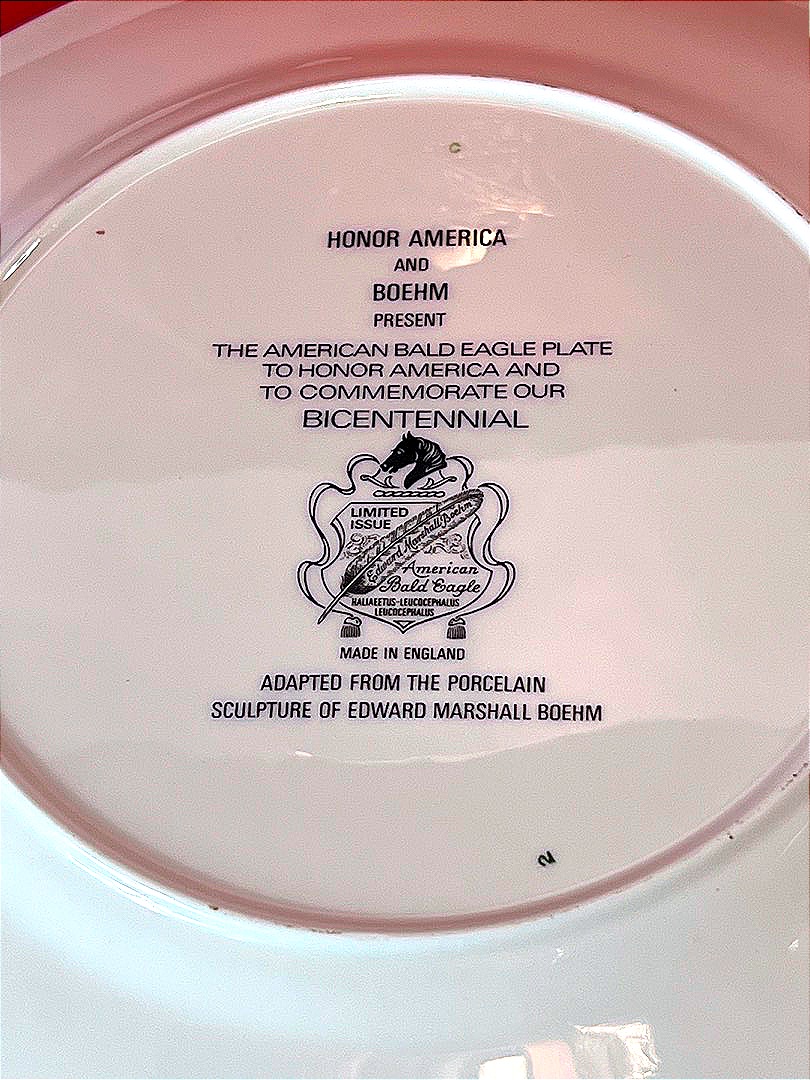 C
HONOR AMERICA
AND
BOEHM
PRESENT
THE AMERICAN BALD EAGLE PLATE
TO HONOR AMERICA AND
TO COMMEMORATE OUR
BICENTENNIAL
LIMITED
ISSUE
Edward Marshall Boehm
American
Bald Eagle
HALIAEETUS-LEUCOCEPHALUS
LEUCOCEPHALUS
MADE IN ENGLAND
ADAPTED FROM THE PORCELAIN
SCULPTURE OF EDWARD MARSHALL BOEHM
2